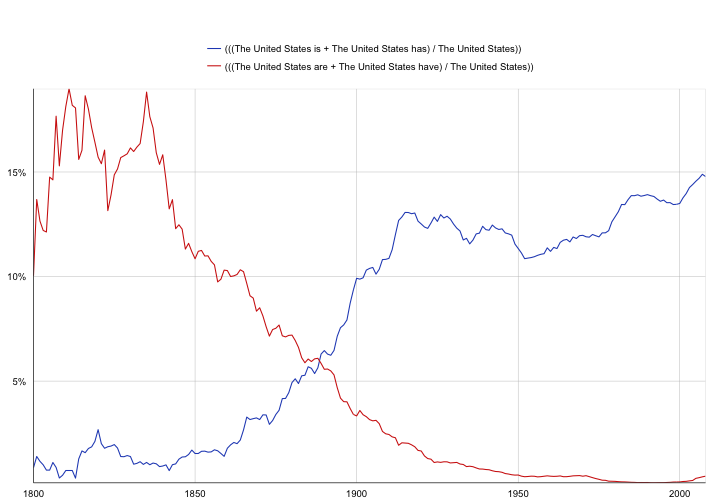 (((The United States is + The United States has) / The United States))
(((The United States are + The United States have) / The United States))
15%
10%
5%
1800 1850 1900 1950 2000